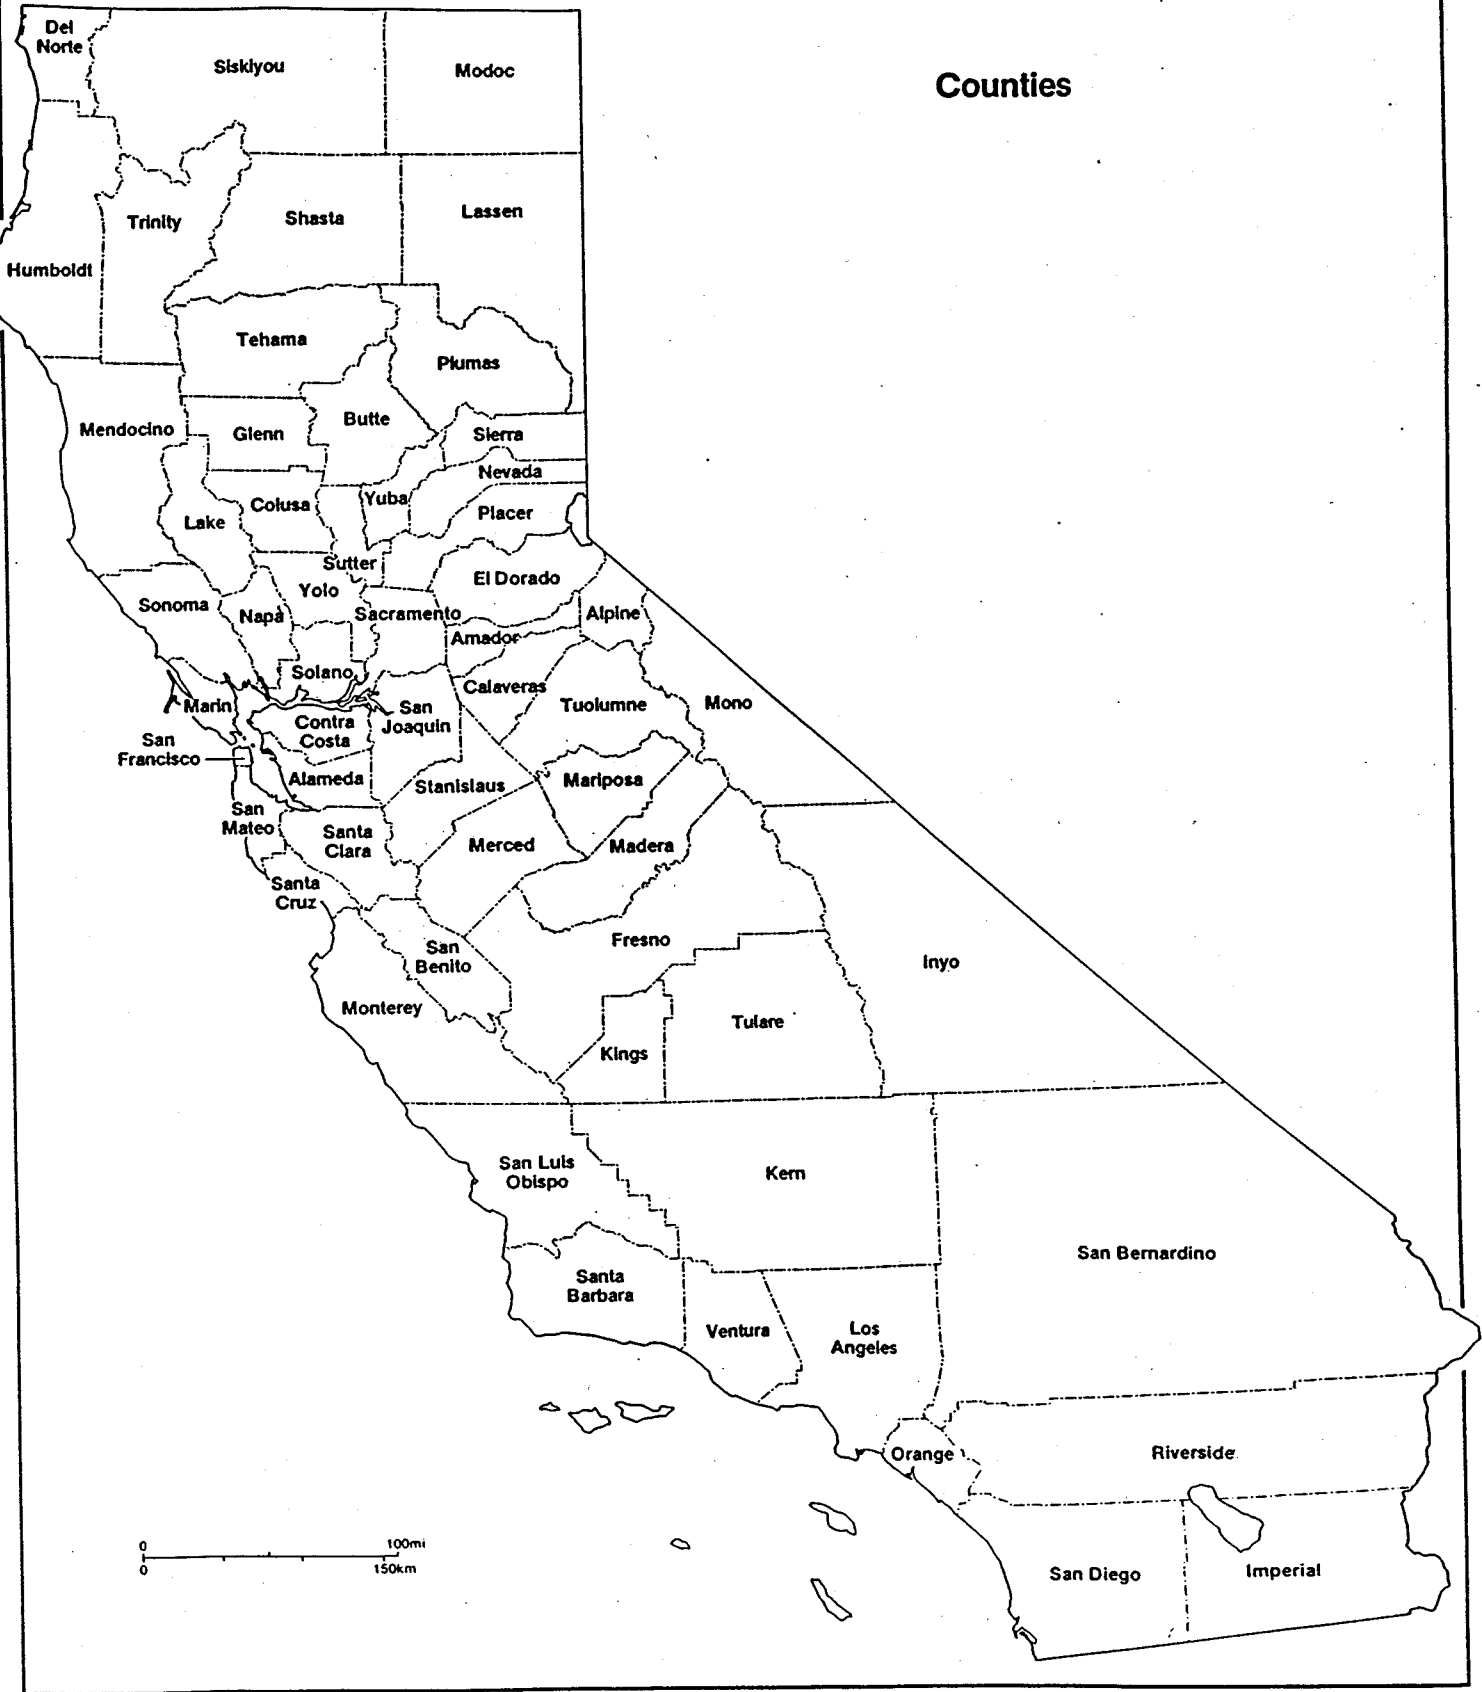 Counties
Del
Norte
Siskiyou
Modoc
Trinity
Shasta
Lassen
Humboldt
Tehama
Plumas
Mendocino
Glenn
Butte
Sierra
Nevada
Colusa
Yuba
Placer
Lake
Sutter
Yolo
El Dorado
Sonoma
Napa
Sacramento
Alpine
Amador
Solano
Calaveras
Marin
San
Joaquin
Tuolumne
Mono
Contra
Costa
San
Francisco
Alameda
Stanislaus
Mariposa
San
Mateo
Santa
Clara
Merced
Madera
Santa
Cruz
San
Benito
Fresno
Inyo
Monterey
Tulare
Kings
San Luis
Obispo
Kern
San Bernardino
Santa
Barbara
Ventura
Los
Angeles
Orange
Riverside
San Diego
Imperial
0 100mi
0 150km